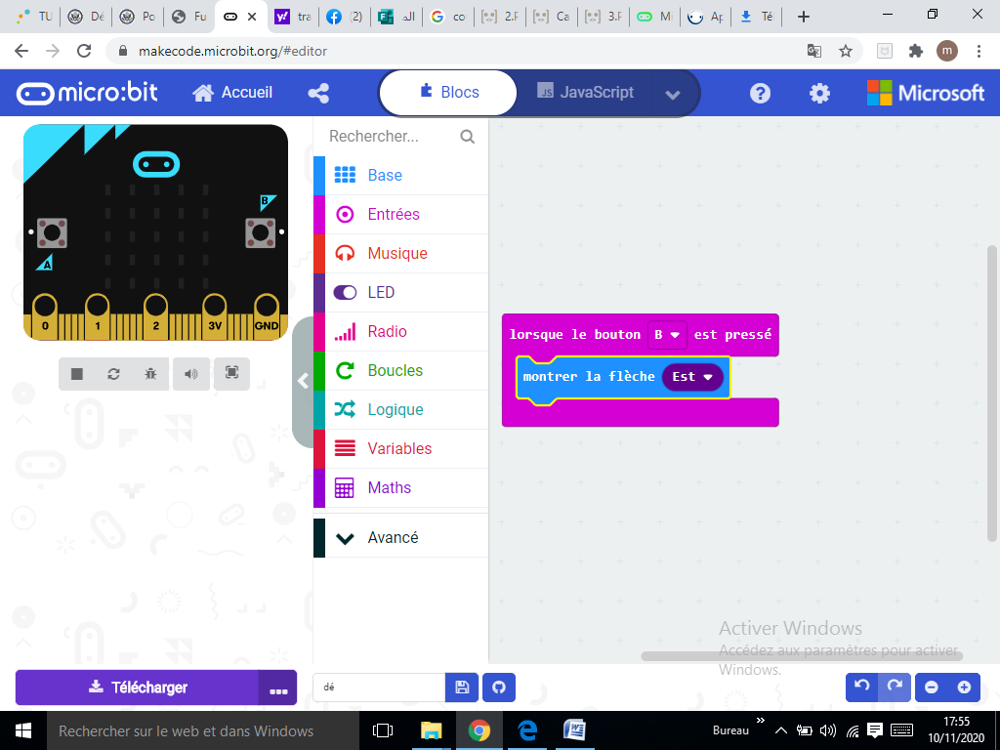 TU
Dé
Po
Fu
tra
(2)
الم
co
2.F
Ca
3.F
Mi
Ap
Té
makecode.microbit.org/#editor
m
micro:bit
Accueil
Blocs
JS JavaScript
Microsoft
Rechercher...
Base
Entrées
Musique
LED
Radio
Boucles
Logique
Variables
Maths
Avancé
B
A
0 1 2 3V GND
lorsque le bouton B est pressé
montrer la flèche Est
Activer Windows
Accédez aux paramètres pour activer
Windows.
Télécharger
dé
Rechercher sur le web et dans Windows
Bureau
17:55
10/11/2020